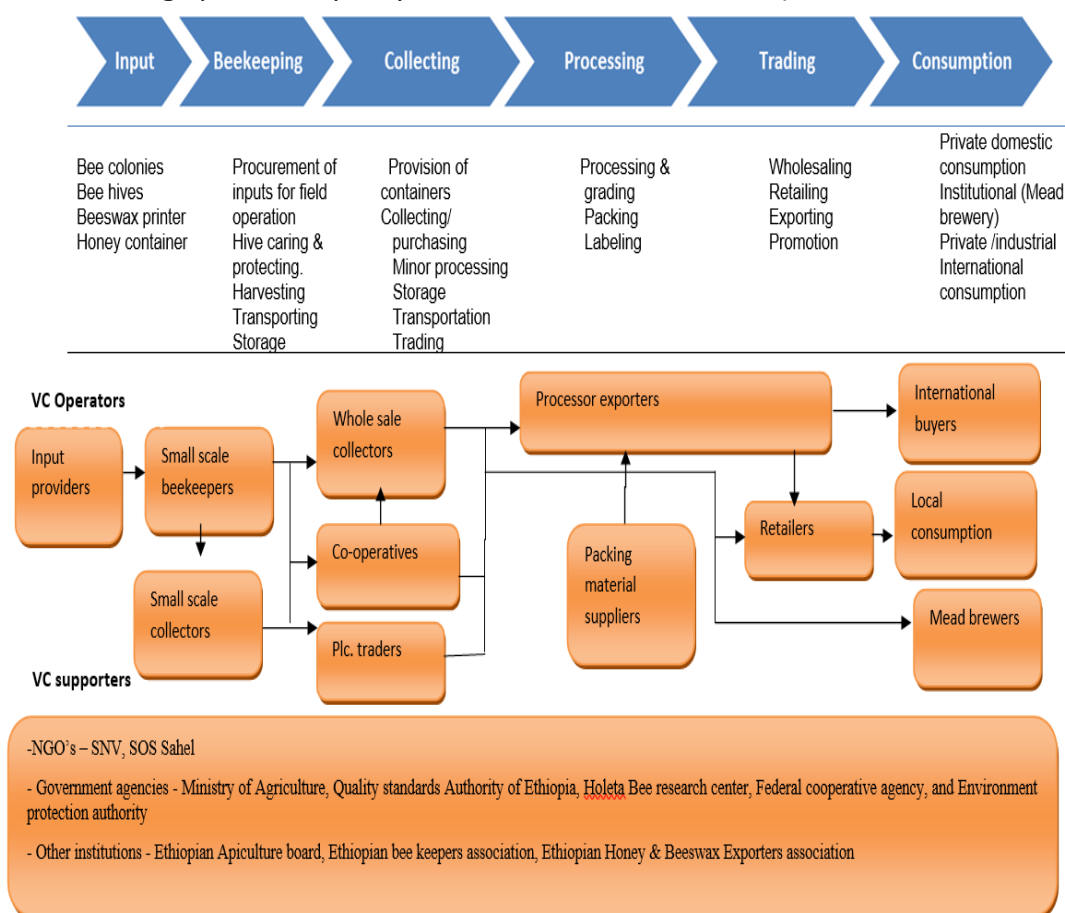 Input
Beekeeping
Collecting
Processing
Trading
Consumption
Bee colonies
Bee hives
Beeswax printer
Honey container
Procurement of
inputs for field
operation
Hive caring &
protecting.
Harvesting
Transporting
Storage
Provision of
containers
Collecting/
purchasing
Minor processing
Storage
Transportation
Trading
Processing &
grading
Packing
Labeling
Wholesaling
Retailing
Exporting
Promotion
Private domestic
consumption
Institutional (Mead
brewery)
Private /industrial
International
consumption
VC Operators
Input
providers
Small scale
beekeepers
Small scale
collectors
Whole sale
collectors
Co-operatives
Plc. traders
Processor exporters
Packing
material
suppliers
Retailers
International
buyers
Local
consumption
Mead brewers
VC supporters
-NGO's – SNV, SOS Sahel
- Government agencies - Ministry of Agriculture, Quality standards Authority of Ethiopia, Holeta Bee research center, Federal cooperative agency, and Environment
protection authority
- Other institutions - Ethiopian Apiculture board, Ethiopian bee keepers association, Ethiopian Honey & Beeswax Exporters association